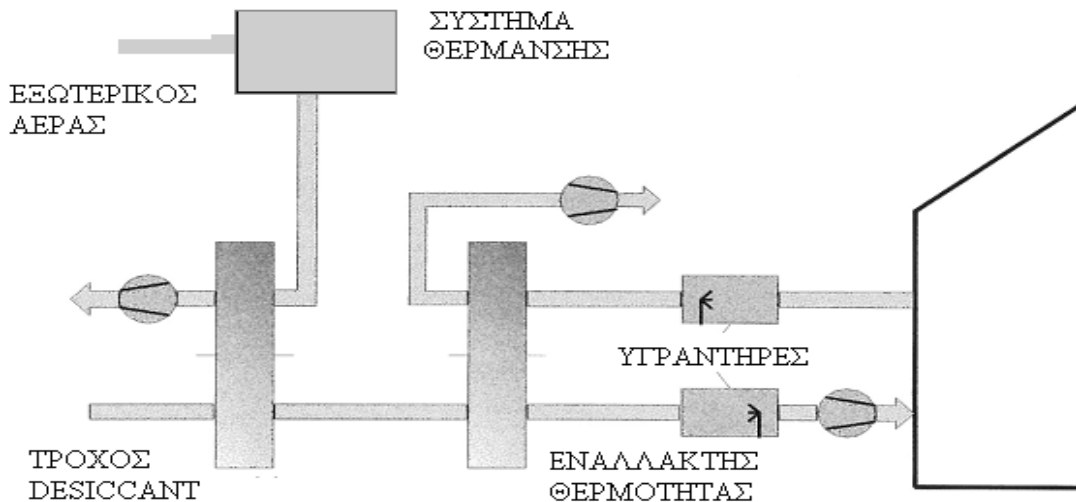 ΣΥΣΤΗΜΑ
ΘΕΡΜΑΝΣΗΣ
ΕΞΩΤΕΡΙΚΟΣ
ΑΕΡΑΣ
ΥΓΡΑΝΤΗΡΕΣ
ΤΡΟΧΟΣ
DESICCANT
ΕΝΑΛΛΑΚΤΗΣ
ΘΕΡΜΟΤΗΤΑΣ